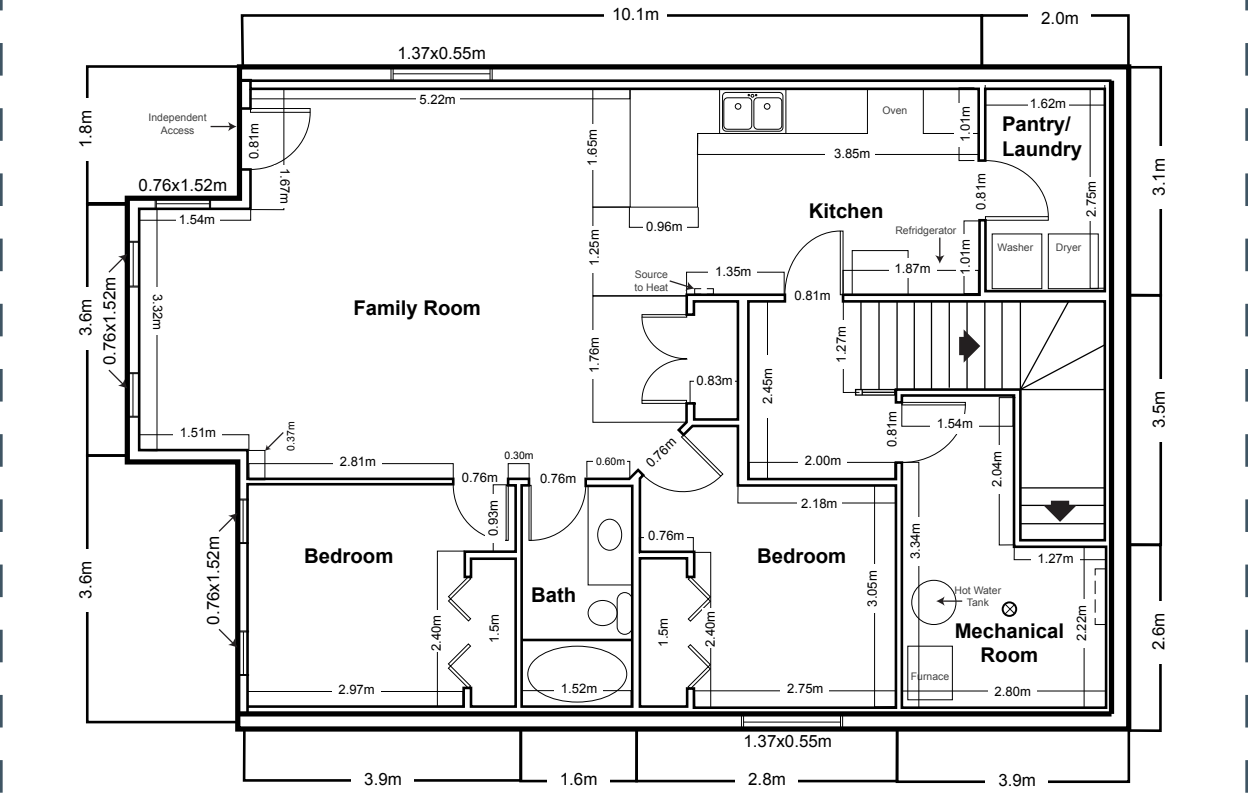 10.1m
2.0m
1.37x0.55m
5.22m
Independent
Access
0.81m
1.67m
1.8m
1.65m
Oven
3.85m
1.01m
1.62m
Pantry/
Laundry
3.1m
0.76x1.52m
1.54m
0.81m
2.75m
0.96m
Kitchen
Refridgerator
1.25m
Washer
Dryer
1.01m
1.87m
1.35m
Source
to Heat
0.81m
3.6m
0.76x1.52m
3.32m
Family Room
1.76m
0.83m
2.45m
1.27m
3.5m
1.51m
0.37m
2.81m
0.76m
0.30m
0.76m
0.60m
0.76m
2.00m
0.81m
1.54m
2.04m
2.18m
0.93m
0.76m
3.34m
1.27m
3.6m
0.76x1.52m
Bedroom
Bath
Bedroom
2.40m
1.5m
1.5m
2.40m
3.05m
Hot Water
Tank
Mechanical
Room
2.22m
2.6m
Furnace
2.97m
1.52m
2.75m
2.80m
1.37x0.55m
3.9m
1.6m
2.8m
3.9m